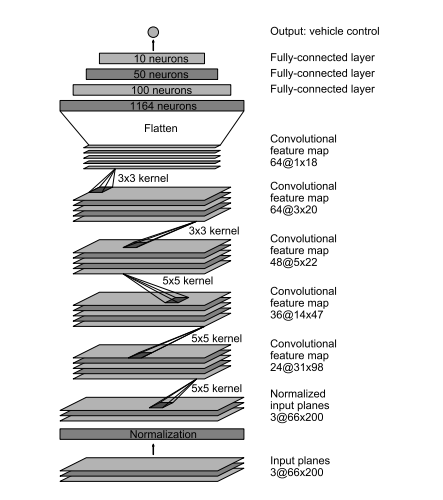 Output: vehicle control
10 neurons
Fully-connected layer
50 neurons
Fully-connected layer
100 neurons
Fully-connected layer
1164 neurons
Flatten
Convolutional
feature map
64@1x18
3x3 kernel
Convolutional
feature map
64@3x20
3x3 kernel
Convolutional
feature map
48@5x22
5x5 kernel
Convolutional
feature map
36@14x47
5x5 kernel
Convolutional
feature map
24@31x98
5x5 kernel
Normalized
input planes
3@66x200
Normalization
Input planes
3@66x200